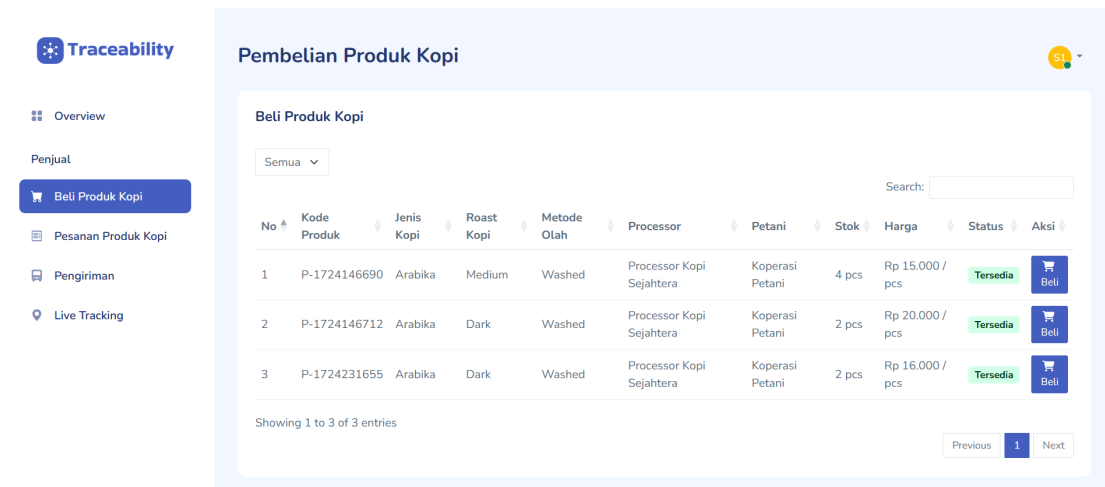 Traceability
Overview
Penjual
Beli Produk Kopi
Pesanan Produk Kopi
Pengiriman
Live Tracking
Pembelian Produk Kopi
S1
Beli Produk Kopi
Semua
Search:
No Kode Produk Jenis Kopi Roast Kopi Metode Olah Processor Petani Stok Harga Status Aksi
1 P-1724146690 Arabika Medium Washed Processor Kopi Sejahtera Koperasi Petani 4 pcs Rp 15.000 / pcs Tersedia Beli
2 P-1724146712 Arabika Dark Washed Processor Kopi Sejahtera Koperasi Petani 2 pcs Rp 20.000 / pcs Tersedia Beli
3 P-1724231655 Arabika Dark Washed Processor Kopi Sejahtera Koperasi Petani 2 pcs Rp 16.000 / pcs Tersedia Beli
Showing 1 to 3 of 3 entries
Previous 1 Next